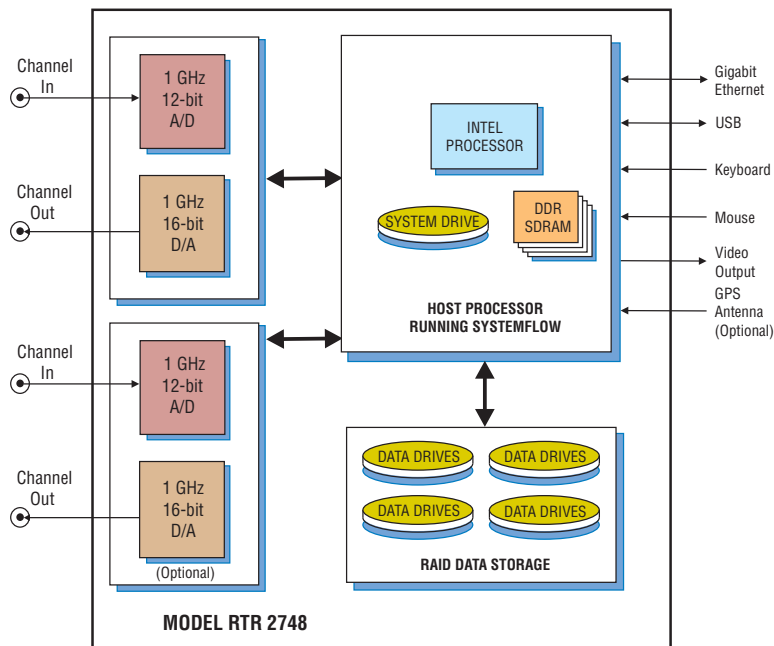 Channel
In
1 GHz
12-bit
A/D
Channel
Out
1 GHz
16-bit
D/A
Channel
In
1 GHz
12-bit
A/D
Channel
Out
1 GHz
16-bit
D/A
(Optional)
INTEL
PROCESSOR
SYSTEM DRIVE
DDR
SDRAM
HOST PROCESSOR
RUNNING SYSTEMFLOW
Gigabit
Ethernet
USB
Keyboard
Mouse
Video
Output
GPS
Antenna
(Optional)
DATA DRIVES
DATA DRIVES
DATA DRIVES
DATA DRIVES
RAID DATA STORAGE
MODEL RTR 2748